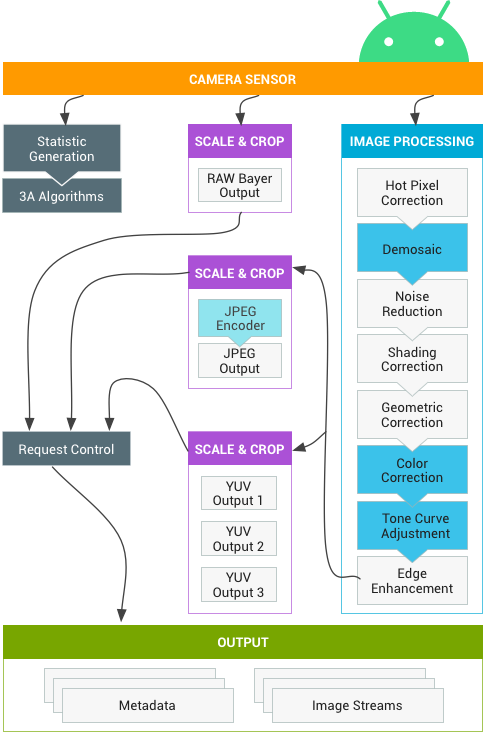 CAMERA SENSOR
Statistic
Generation
3A Algorithms
SCALE & CROP
RAW Bayer
Output
SCALE & CROP
JPEG
Encoder
JPEG
Output
SCALE & CROP
YUV
Output 1
YUV
Output 2
YUV
Output 3
IMAGE PROCESSING
Hot Pixel
Correction
Demosaic
Noise
Reduction
Shading
Correction
Geometric
Correction
Color
Correction
Tone Curve
Adjustment
Edge
Enhancement
Request Control
OUTPUT
Metadata
Image Streams